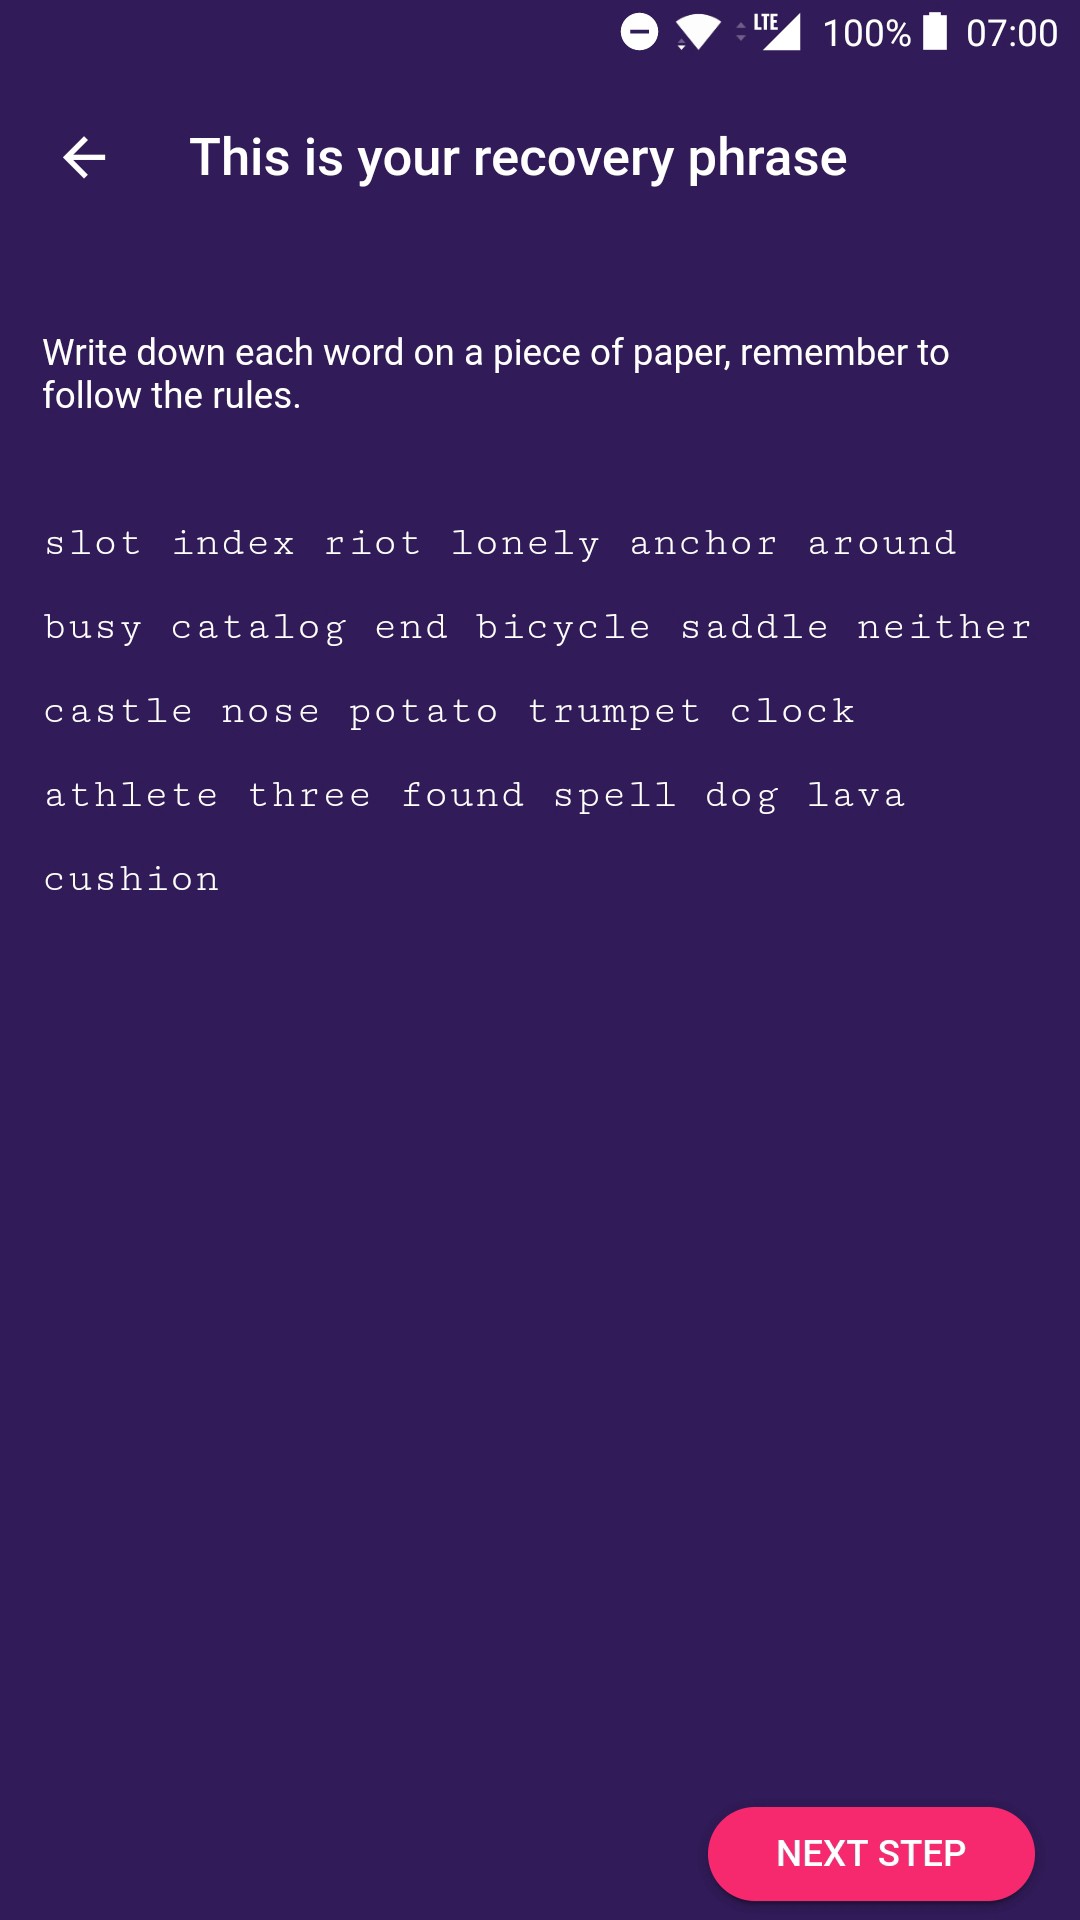 LTE 100% 07:00
This is your recovery phrase
Write down each word on a piece of paper, remember to
follow the rules.
slot index riot lonely anchor around
busy catalog end bicycle saddle neither
castle nose potato trumpet clock
athlete three found spell dog lava
cushion
NEXT STEP